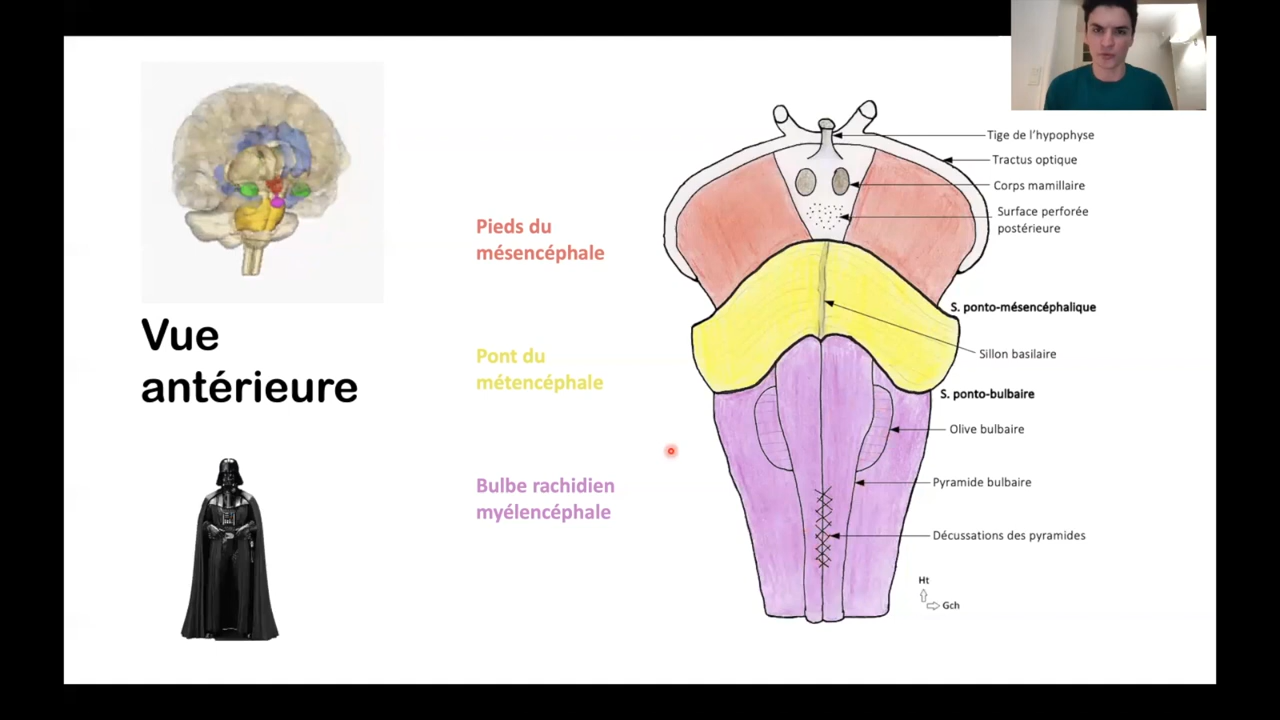 Vue
antérieure
Pieds du
mésencéphale
Pont du
métencéphale
Bulbe rachidien
myélencéphale
Tige de l'hypophyse
Tractus optique
Corps mamillaire
Surface perforée
postérieure
S. ponto-mésencéphalique
Sillon basilaire
S. ponto-bulbaire
Olive bulbaire
Pyramide bulbaire
Décussations des pyramides
Ht
Gch